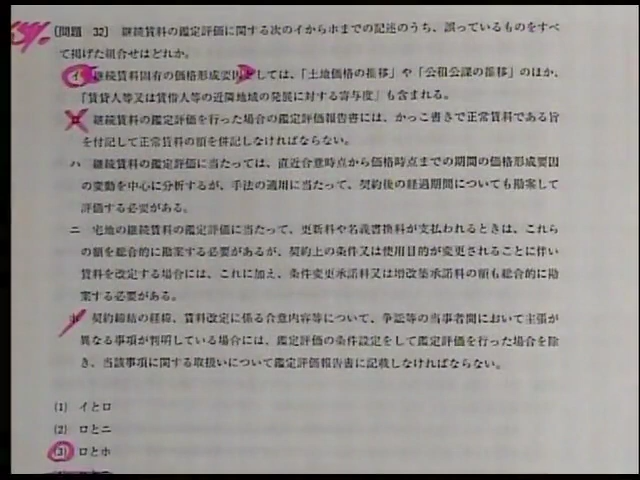 〔問題 32〕 継続賃料の鑑定評価に関する次のイからホまでの記述のうち、誤っているものをすべ
て掲げた組合せはどれか。
イ 継続賃料固有の価格形成要因としては、「土地価格の推移」や「公租公課の推移」のほか、
「賃貸人等又は賃借人等の近隣地域の発展に対する寄与度」も含まれる。
ロ 継続賃料の鑑定評価を行った場合の鑑定評価報告書には、かっこ書きで正常賃料である旨
を付記して正常賃料の額を併記しなければならない。
ハ 継続賃料の鑑定評価に当たっては、直近合意時点から価格時点までの期間の価格形成要因
の変動を中心に分析するが、手法の適用に当たって、契約後の経過期間についても勘案して
評価する必要がある。
ニ 宅地の継続賃料の鑑定評価に当たって、更新料や名義書換料が支払われるときは、これら
の額を総合的に勘案する必要があるが、契約上の条件又は使用目的が変更されることに伴い
賃料を改定する場合には、これに加え、条件変更承諾料又は増改築承諾料の額も総合的に勘
案する必要がある。
ホ 契約締結の経緯、賃料改定に係る合意内容等について、争訟等の当事者間において主張が
異なる事項が判明している場合には、鑑定評価の条件設定をして鑑定評価を行った場合を除
き、当該事項に関する取扱いについて鑑定評価報告書に記載しなければならない。
(1) イとロ
(2) ロとニ
(3) ロとホ